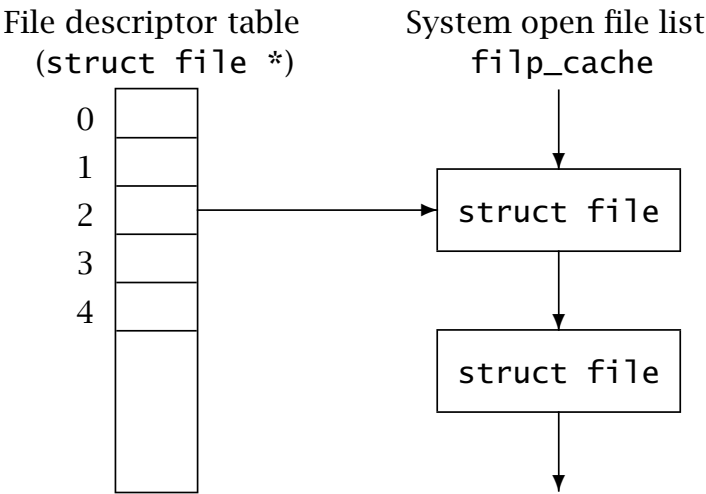 File descriptor table
(struct file *)
0
1
2
3
4
System open file list
filp_cache
struct file
struct file